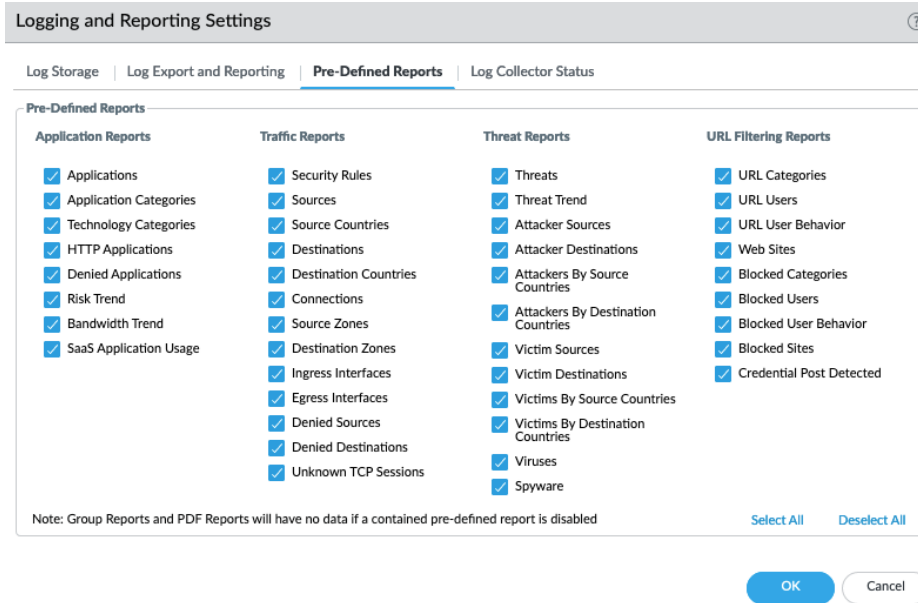 Logging and Reporting Settings
Log Storage
Log Export and Reporting
Pre-Defined Reports
Log Collector Status
Pre-Defined Reports
Application Reports
Applications
Application Categories
Technology Categories
HTTP Applications
Denied Applications
Risk Trend
Bandwidth Trend
SaaS Application Usage
Traffic Reports
Security Rules
Sources
Source Countries
Destinations
Destination Countries
Connections
Source Zones
Destination Zones
Ingress Interfaces
Egress Interfaces
Denied Sources
Denied Destinations
Unknown TCP Sessions
Threat Reports
Threats
Threat Trend
Attacker Sources
Attacker Destinations
Attackers By Source
Countries
Attackers By Destination
Countries
Victim Sources
Victim Destinations
Victims By Source Countries
Victims By Destination
Countries
Viruses
Spyware
URL Filtering Reports
URL Categories
URL Users
URL User Behavior
Web Sites
Blocked Categories
Blocked Users
Blocked User Behavior
Blocked Sites
Credential Post Detected
Note: Group Reports and PDF Reports will have no data if a contained pre-defined report is disabled
Select All
Deselect All
OK
Cancel